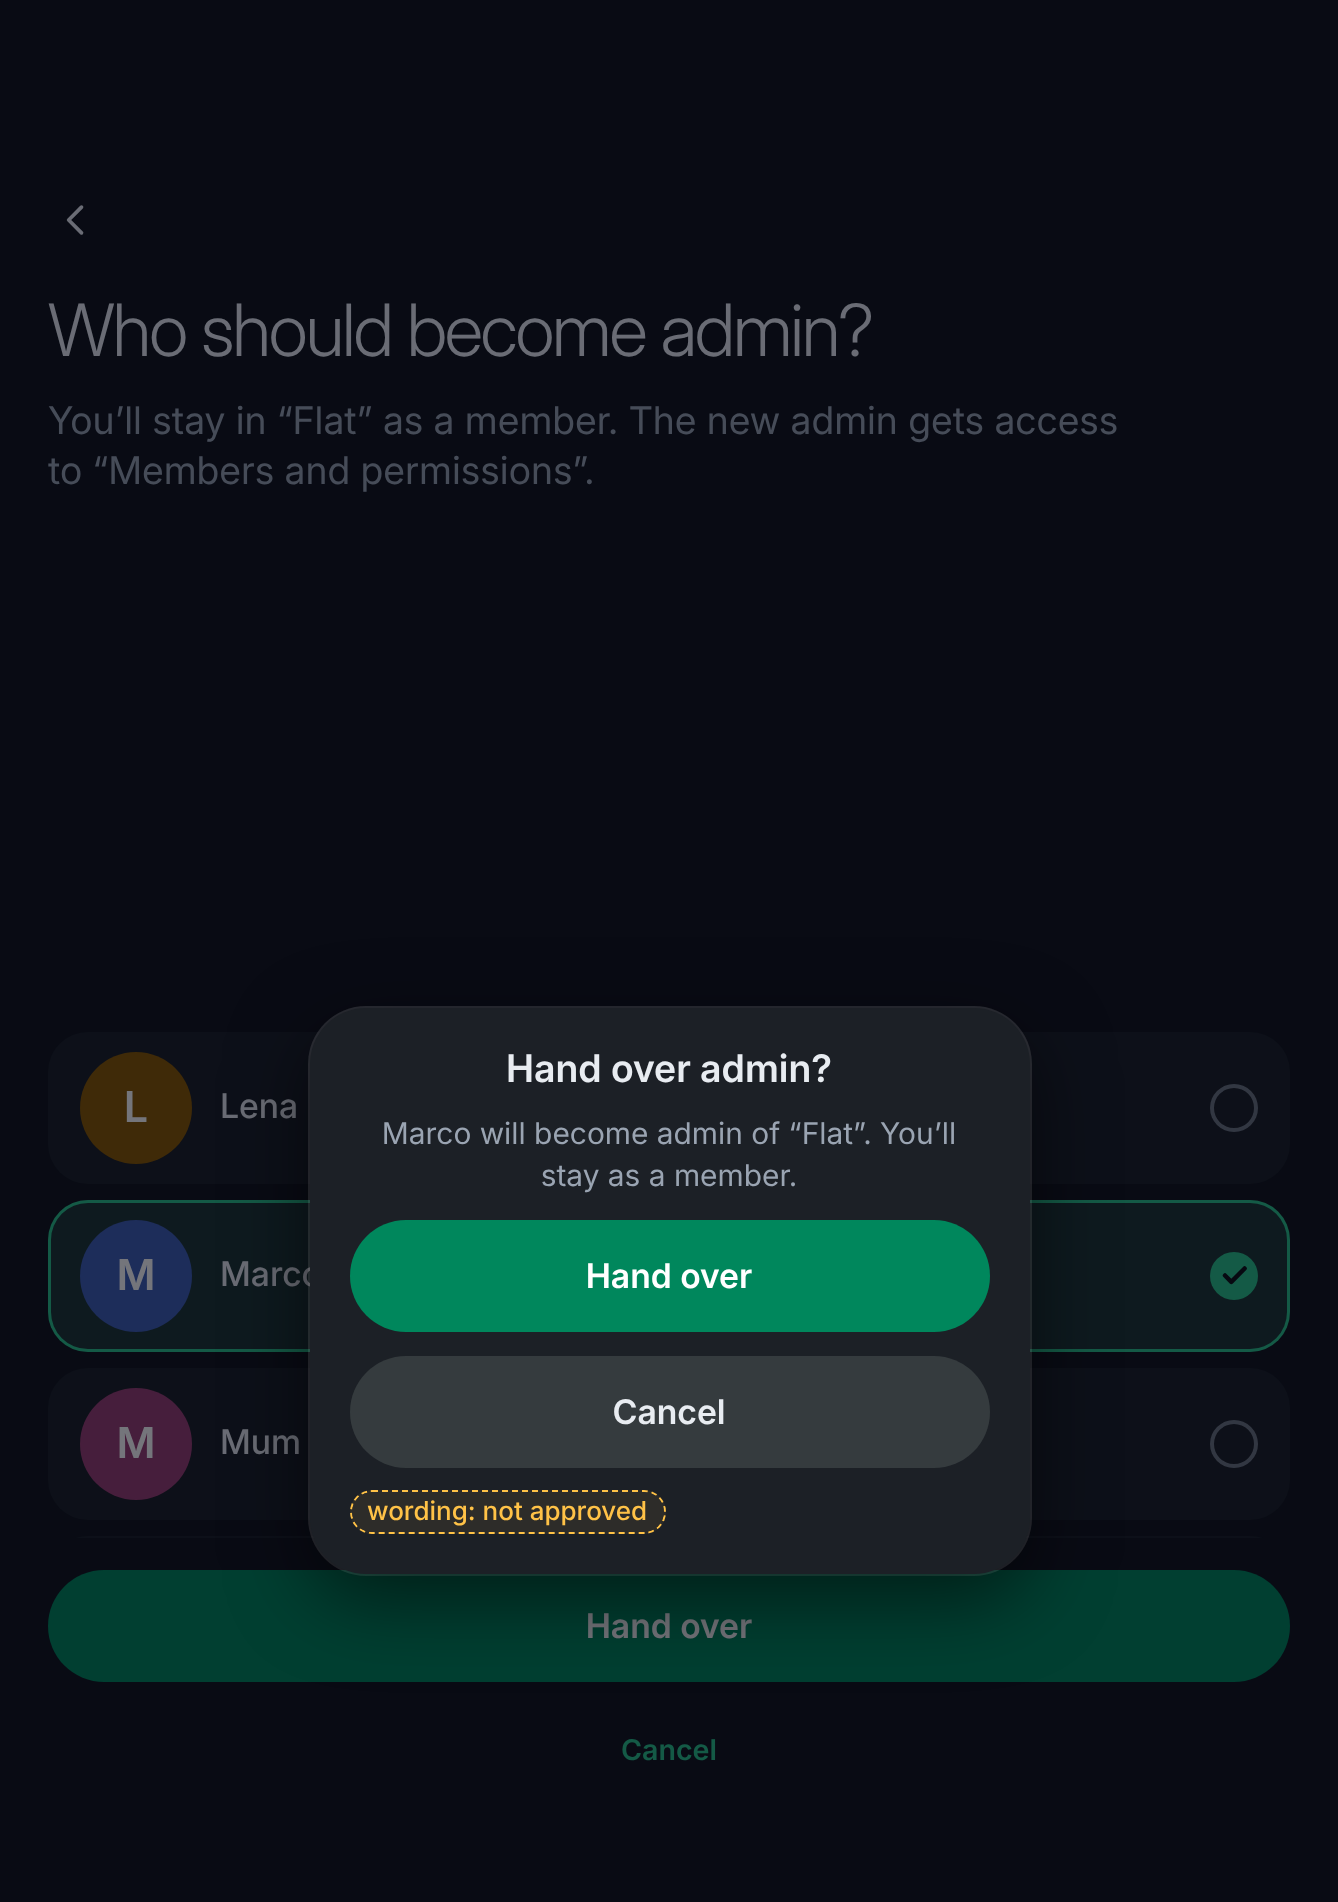 Who should become admin?
You’ll stay in “Flat” as a member. The new admin gets access
to “Members and permissions”.
Hand over admin?
Marco will become admin of “Flat”. You’ll
stay as a member.
L
Lena
M
Marco
Hand over
M
Mum
Cancel
wording: not approved
Hand over
Cancel